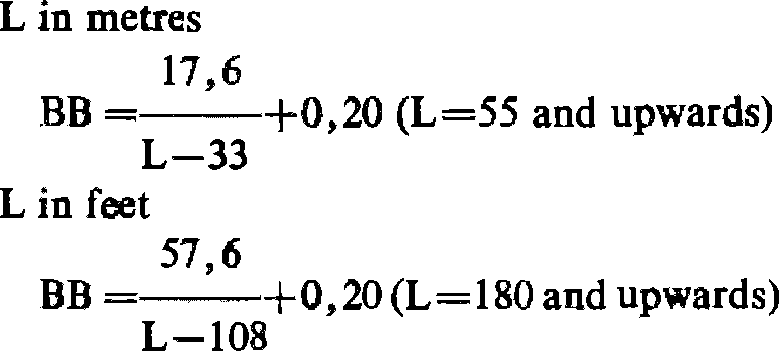 L in metres
17,6
BB = +0,20 (L=55 and upwards)
L−33
L in feet
57,6
BB = +0,20 (L=180 and upwards)
L−108